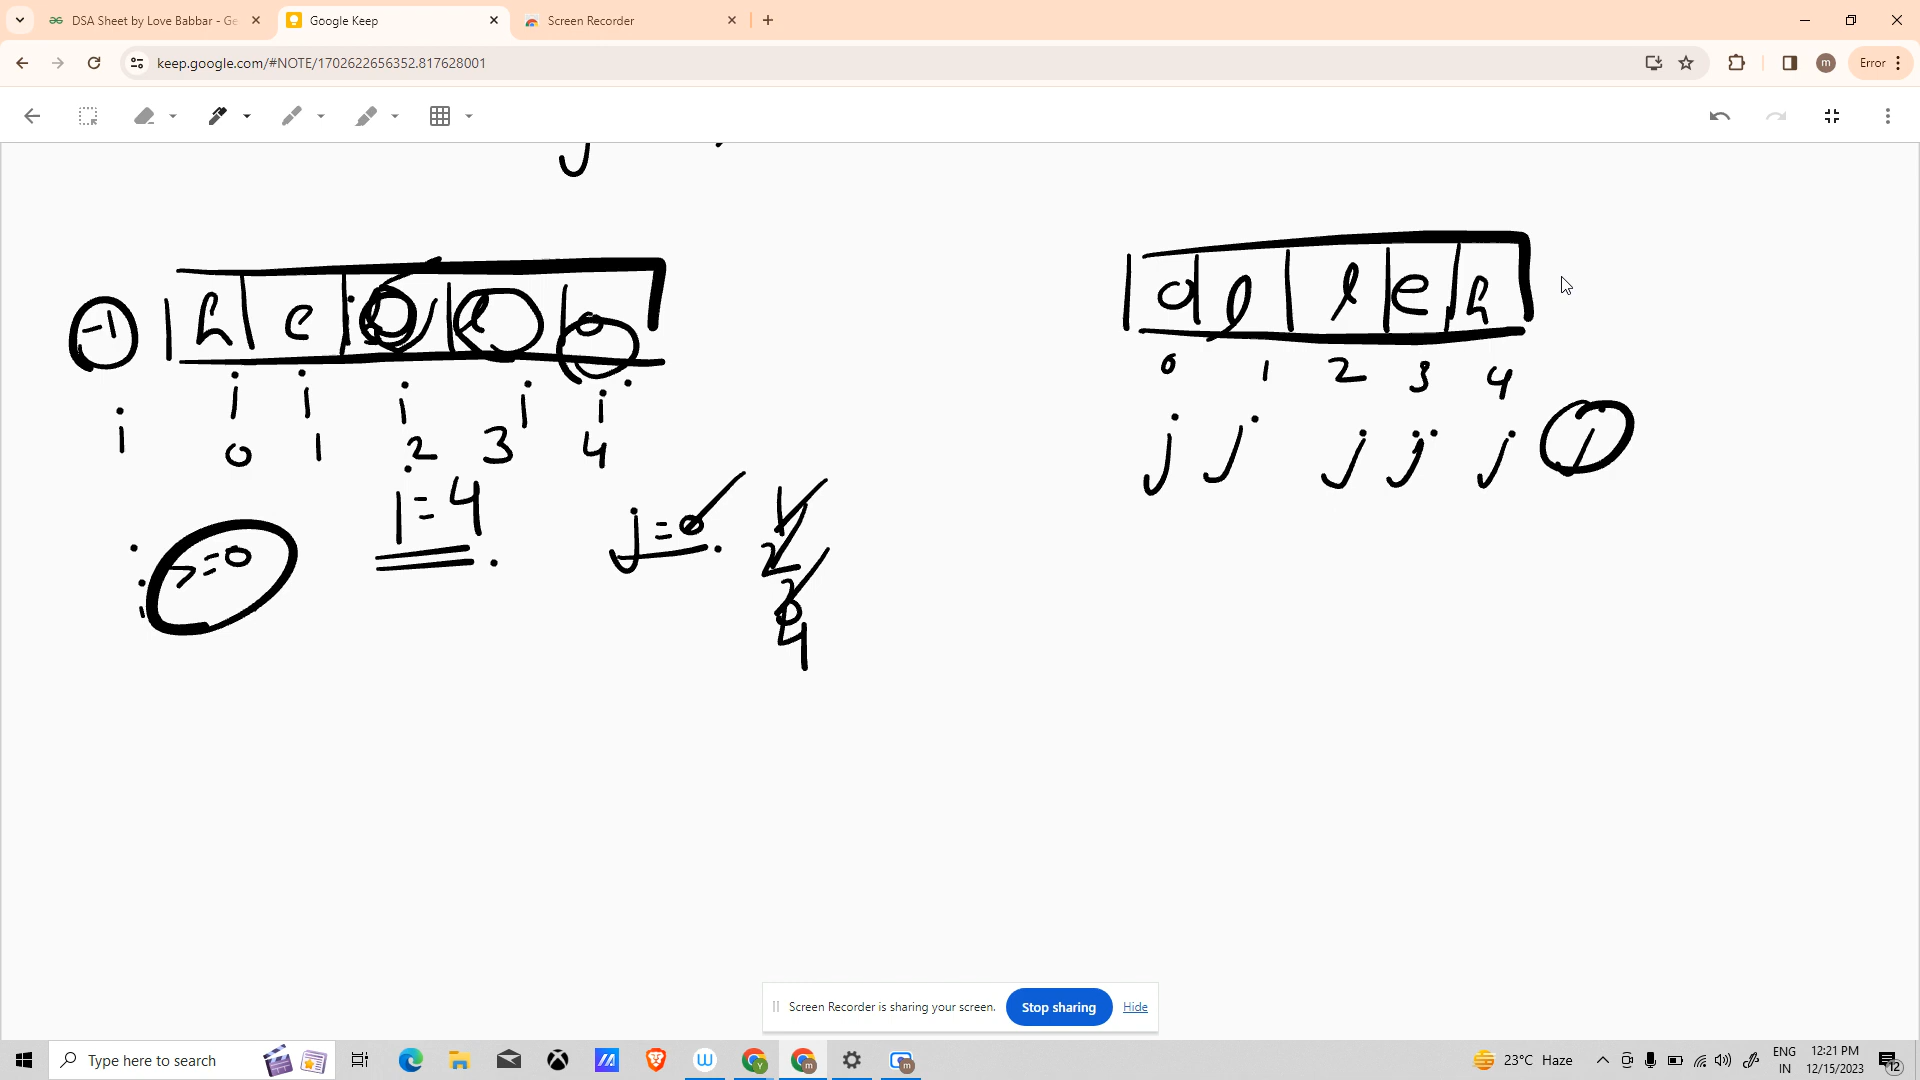 DSA Sheet by Love Babbar - Ge
Google Keep
Screen Recorder
keep.google.com/#NOTE/1702622656352.817628001
m
Error
-1
h e l l o
o l l e h
0 1 2 3 4
j j j j j j
i i i i i i
0 1 2 3 4
i = 4
j = 0
1
2
4
>= 0
Screen Recorder is sharing your screen.
Stop sharing
Hide
Type here to search
23°C Haze
ENG
IN
12:21 PM
12/15/2023
12